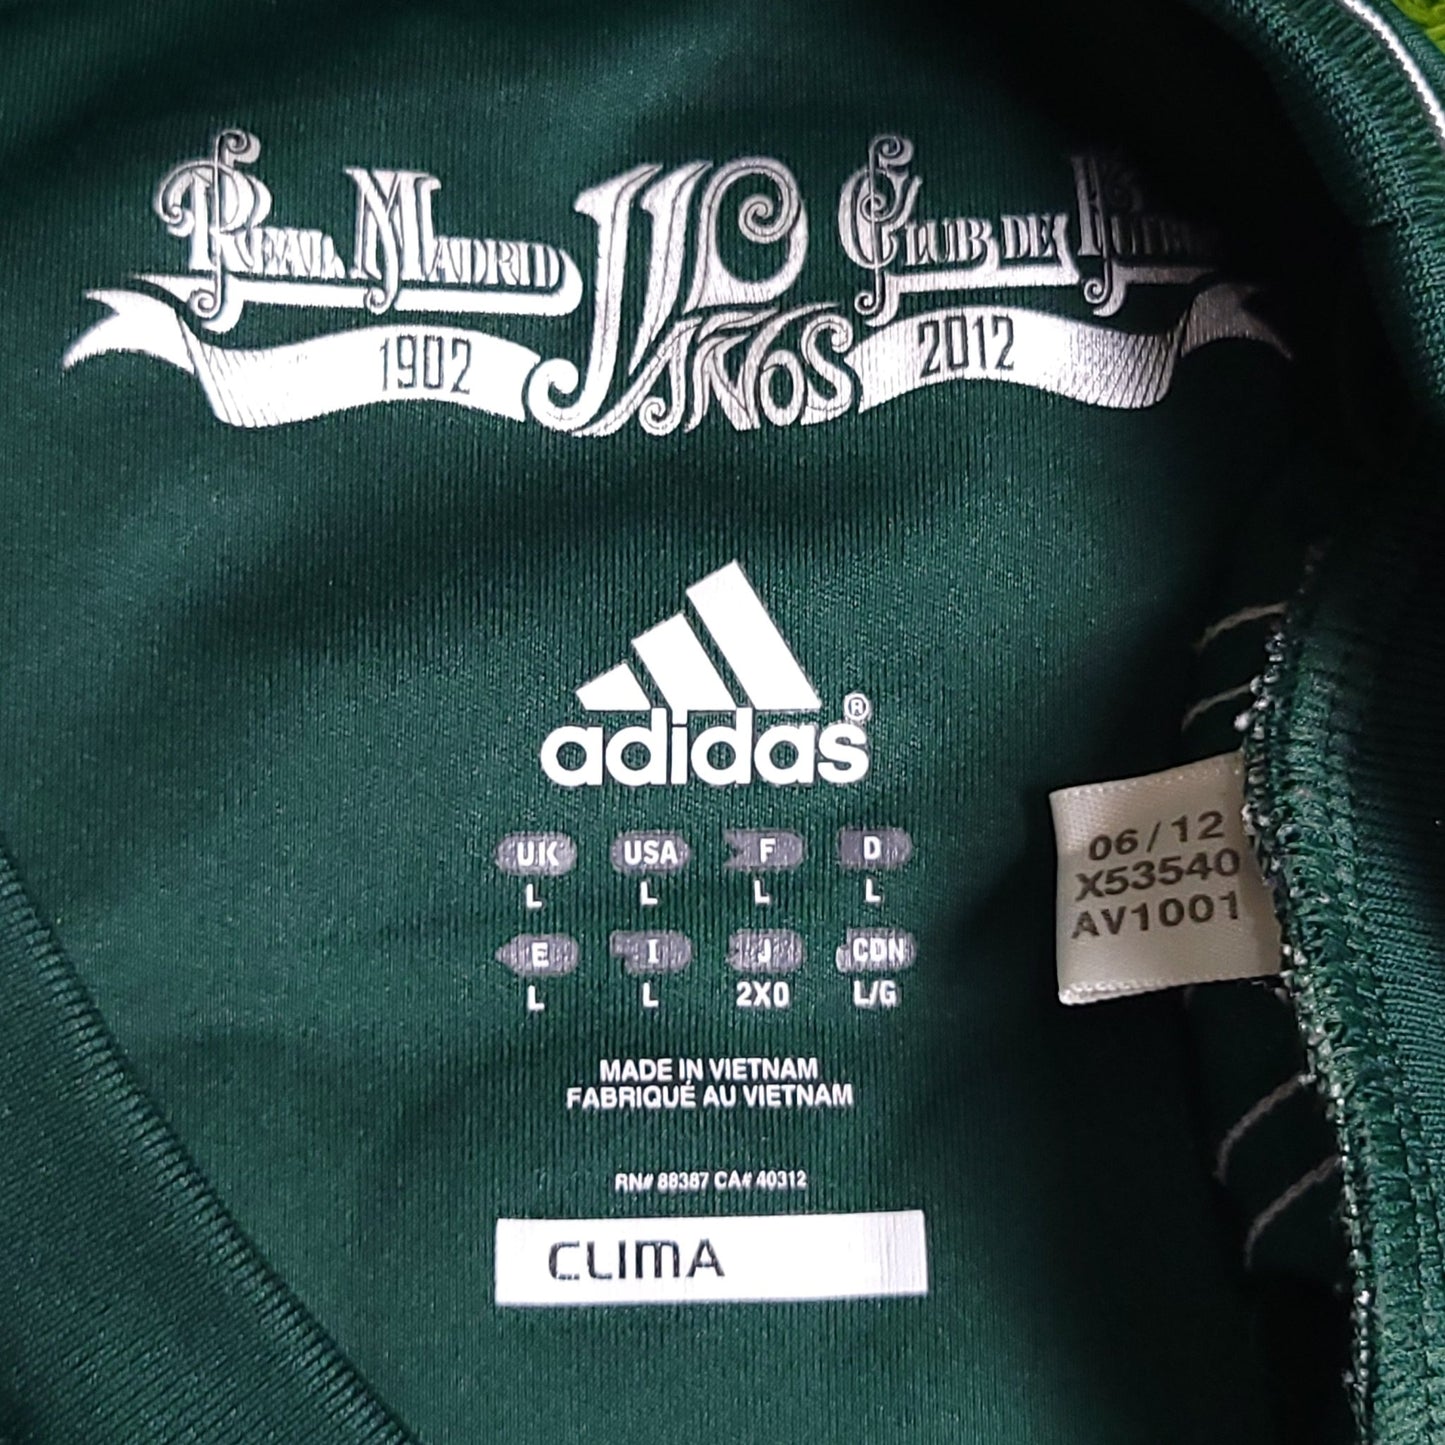 Real Madrid 110 Club de
1902 AÑOS 2012
adidas®
UK USA F D
L L L L
E I J CDN
L L 2XO L/G
MADE IN VIETNAM
FABRIQUÉ AU VIETNAM
RN# 88387 CA# 40312
CLIMA
06/12
X53540
AV1001